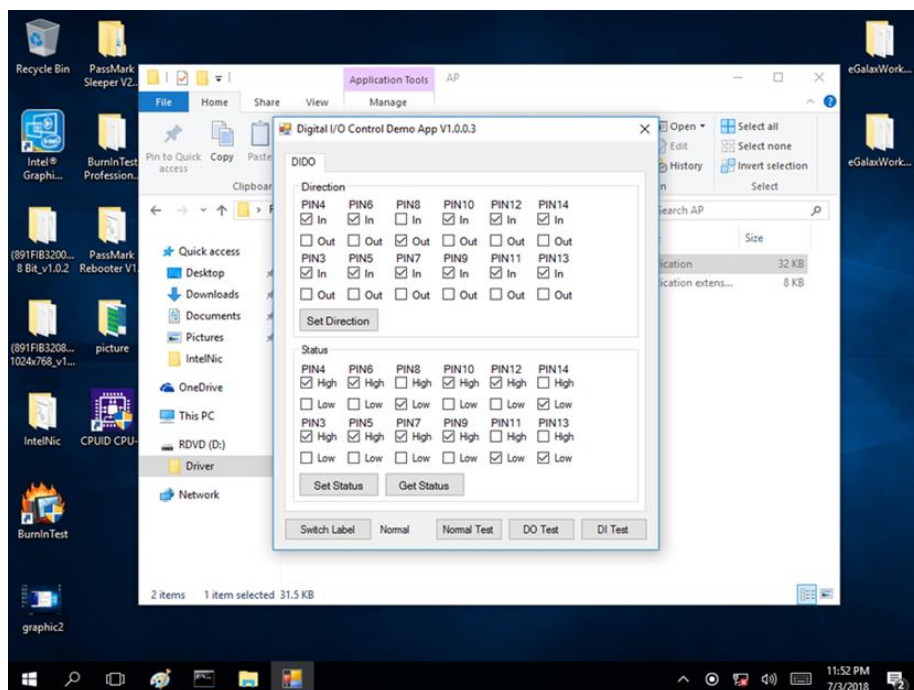 Recycle Bin
PassMark
Sleeper V2...
Intel®
Graphi...
BurnInTest
Profession...
(891FIB3200...
8 Bit_v1.0.2
PassMark
Rebooter V1
(891FIB3208...
1024x768_v1...
picture
IntelNic
CPUID CPU-
BurnInTest
graphic2
eGalaxWork...
eGalaxWork...
Application Tools
AP
File
Home
Share
View
Manage
Pin to Quick
access
Copy
Paste
Clipboar
Open
Edit
History
Select all
Select none
Invert selection
Select
Search AP
Quick access
Desktop
Downloads
Documents
Pictures
IntelNic
OneDrive
This PC
RDVD (D:)
Driver
Network
Size
ication
32 KB
ication extens...
8 KB
2 items 1 item selected 31.5 KB
Digital I/O Control Demo App V1.0.0.3
DIDO
Direction
PIN4 PIN6 PIN8 PIN10 PIN12 PIN14
In In In In In In
Out Out Out Out Out Out
PIN3 PIN5 PIN7 PIN9 PIN11 PIN13
In In In In In In
Out Out Out Out Out Out
Set Direction
Status
PIN4 PIN6 PIN8 PIN10 PIN12 PIN14
High High High High High High
Low Low Low Low Low Low
PIN3 PIN5 PIN7 PIN9 PIN11 PIN13
High High High High High High
Low Low Low Low Low Low
Set Status Get Status
Switch Label Normal Normal Test DO Test DI Test
11:52 PM
7/3/2018
2